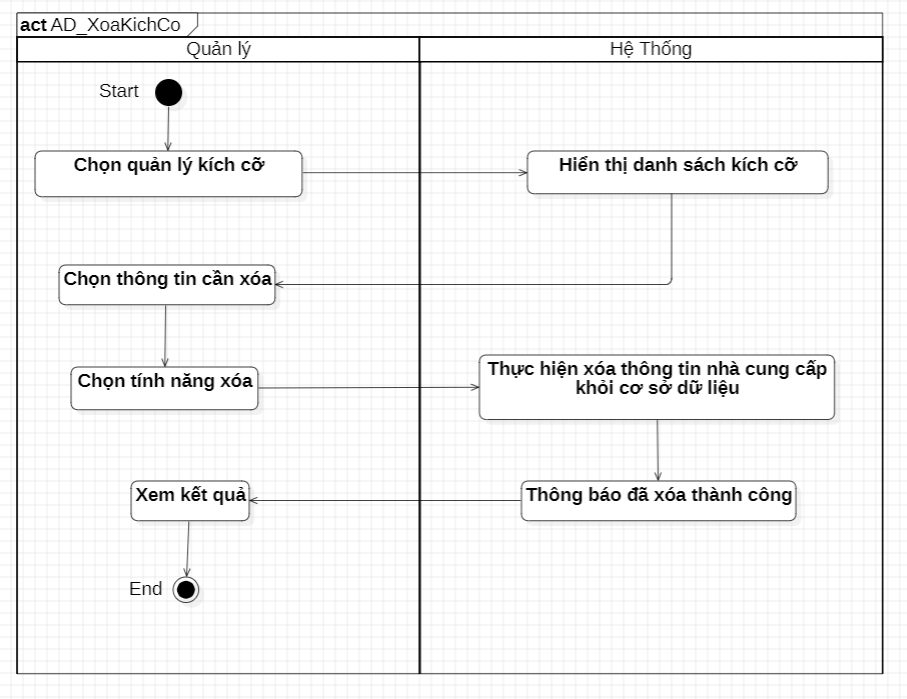 act AD_XoaKichCo
Quản lý
Hệ Thống
Start
Chọn quản lý kích cỡ
Hiển thị danh sách kích cỡ
Chọn thông tin cần xóa
Chọn tính năng xóa
Thực hiện xóa thông tin nhà cung cấp
khỏi cơ sở dữ liệu
Xem kết quả
Thông báo đã xóa thành công
End